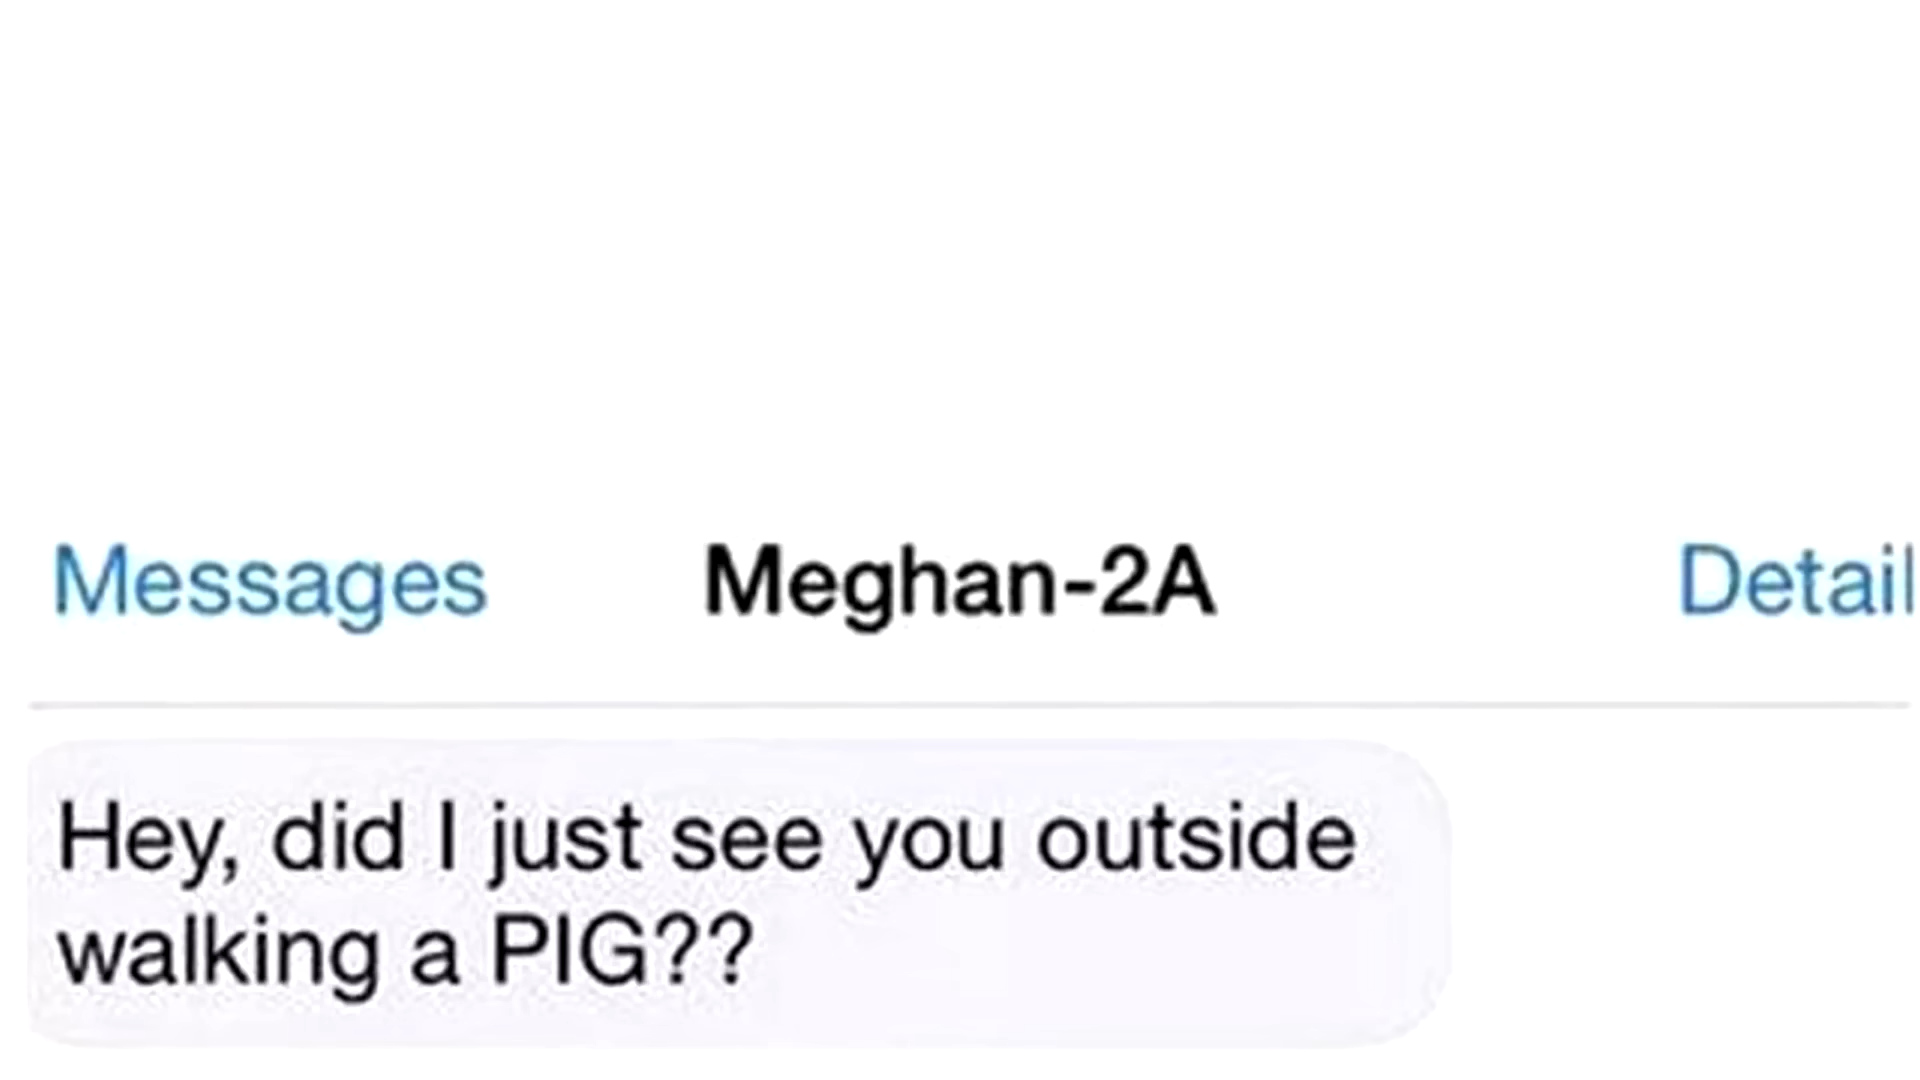 Messages Meghan-2A Detail
Hey, did I just see you outside
walking a PIG??